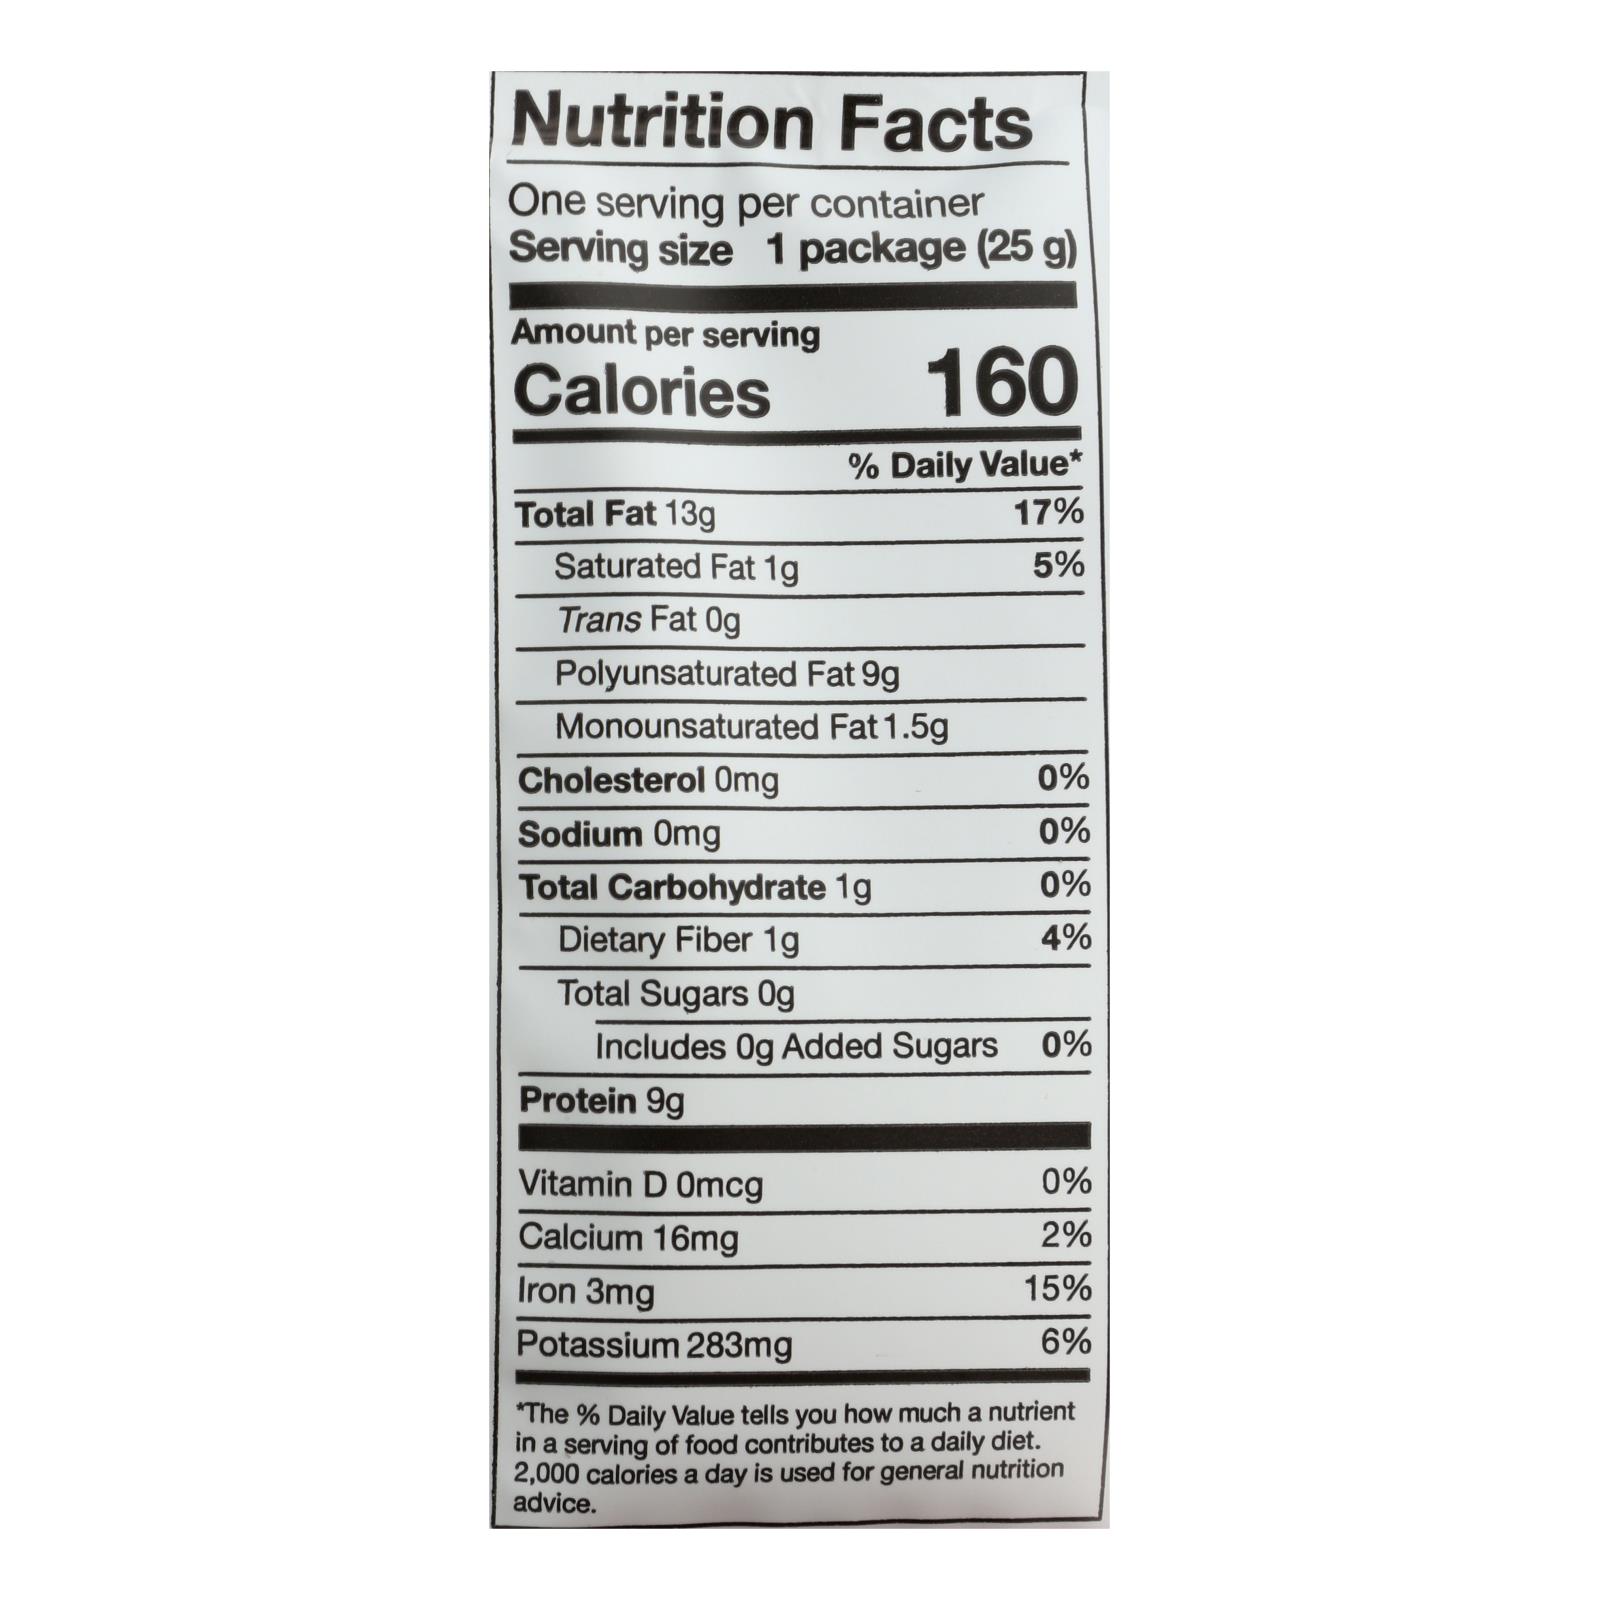 Nutrition Facts
One serving per container
Serving size 1 package (25 g)
Amount per serving
Calories 160
% Daily Value*
Total Fat 13g 17%
Saturated Fat 1g 5%
Trans Fat 0g
Polyunsaturated Fat 9g
Monounsaturated Fat 1.5g
Cholesterol 0mg 0%
Sodium 0mg 0%
Total Carbohydrate 1g 0%
Dietary Fiber 1g 4%
Total Sugars 0g
Includes 0g Added Sugars 0%
Protein 9g
Vitamin D 0mcg 0%
Calcium 16mg 2%
Iron 3mg 15%
Potassium 283mg 6%
*The % Daily Value tells you how much a nutrient
in a serving of food contributes to a daily diet.
2,000 calories a day is used for general nutrition
advice.